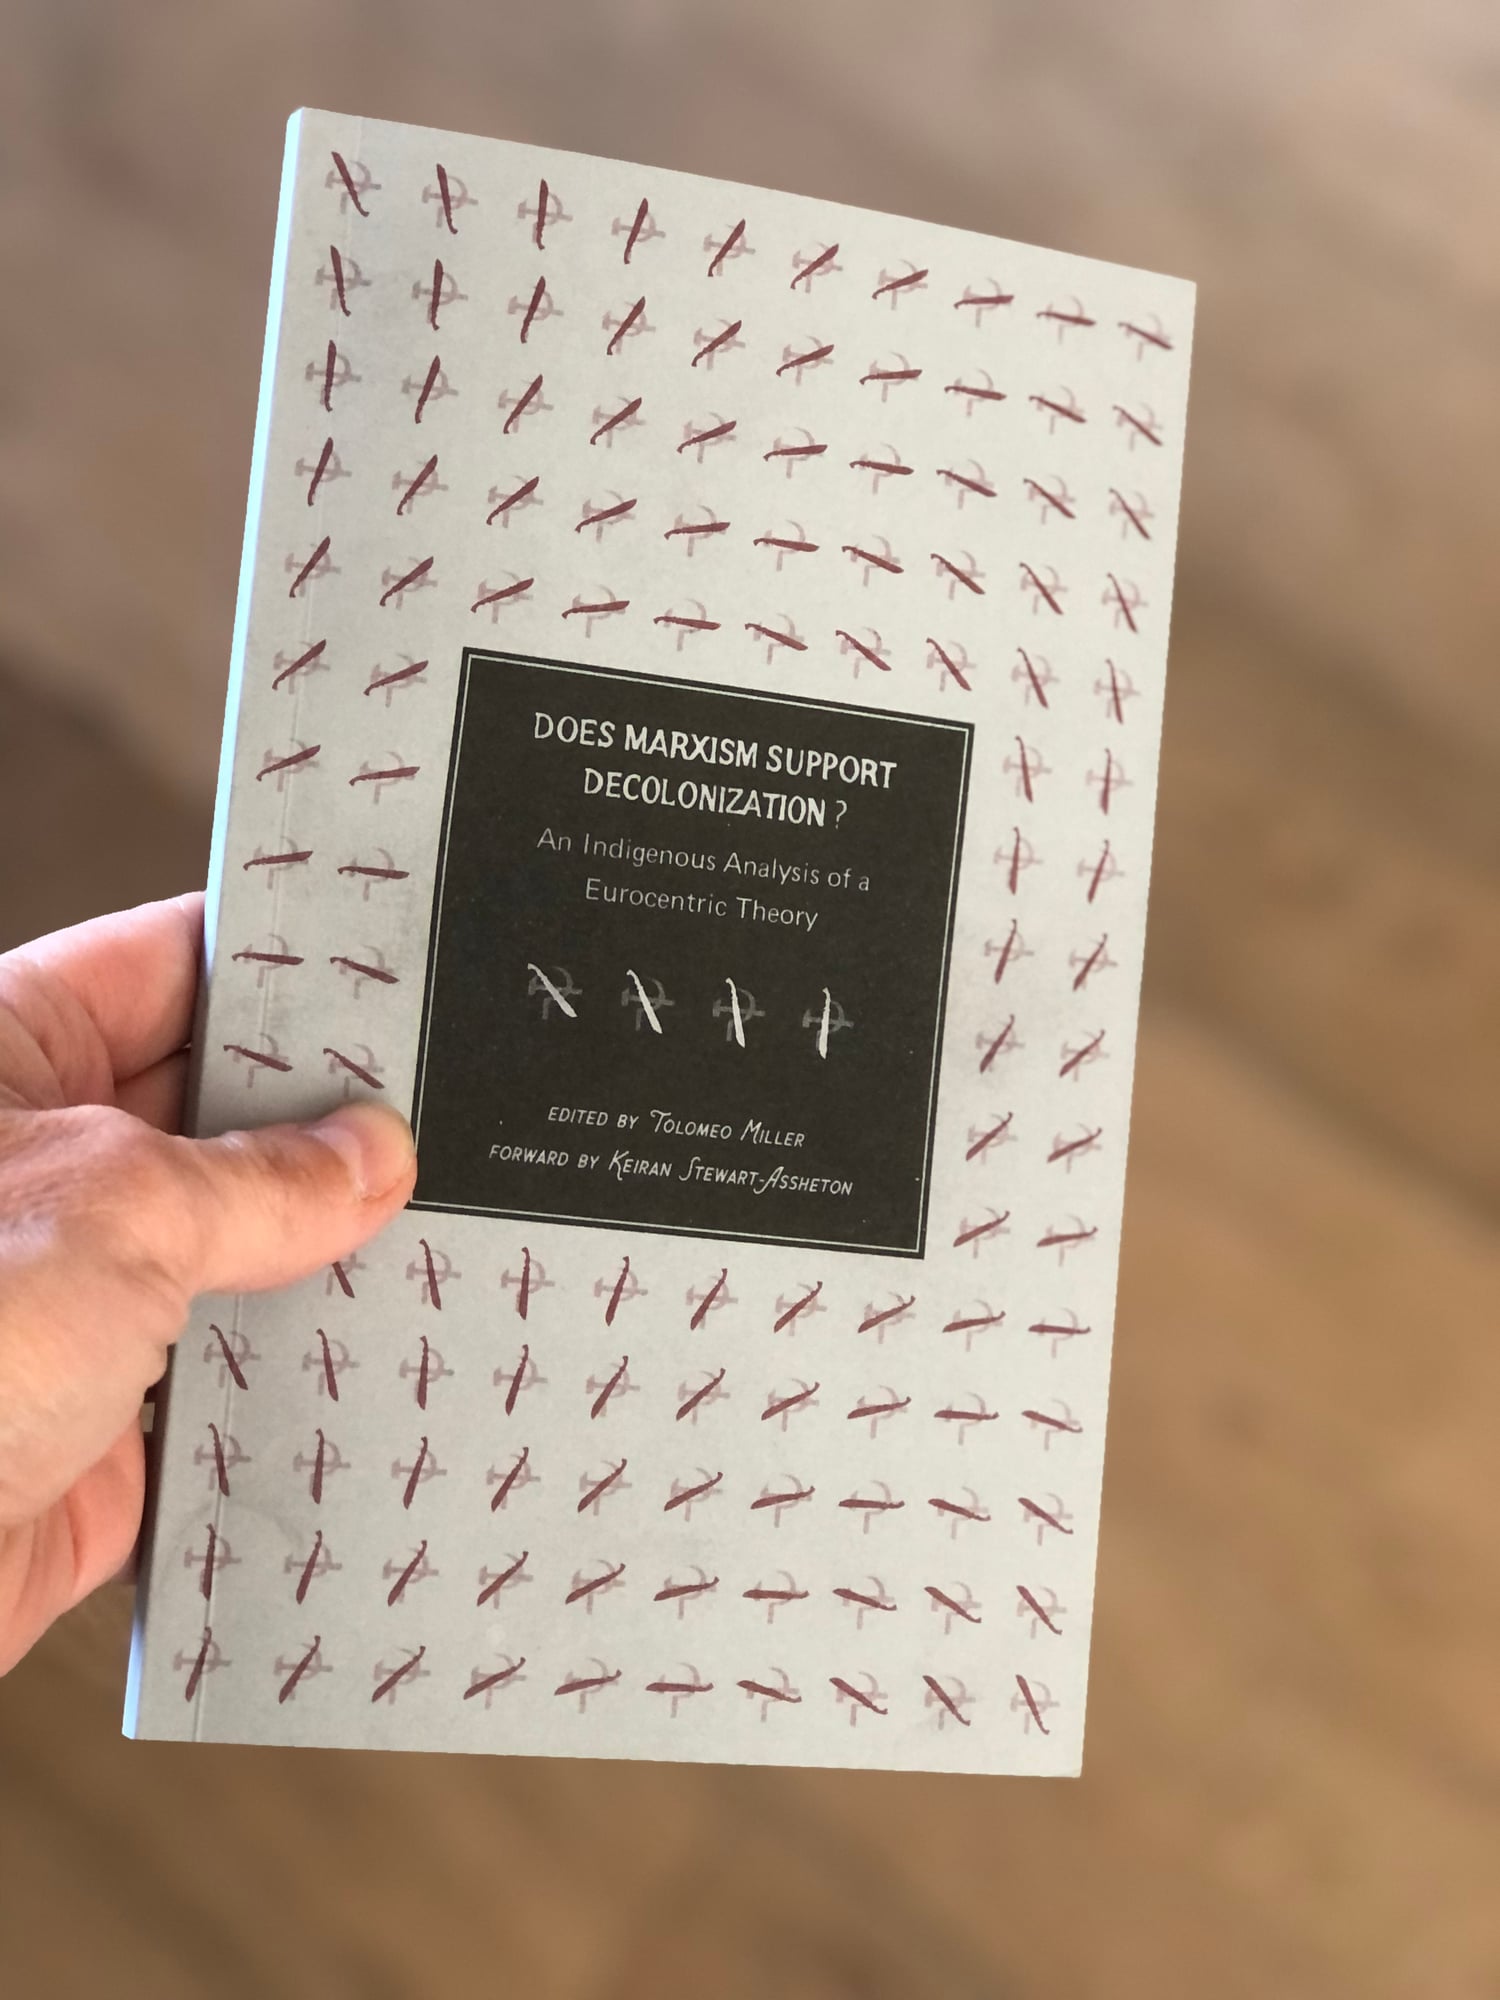 DOES MARXISM SUPPORT
DECOLONIZATION?
An Indigenous Analysis of a
Eurocentric Theory
EDITED BY TOLOMEO MILLER
FORWARD BY KEIRAN STEWART-ASSHETON